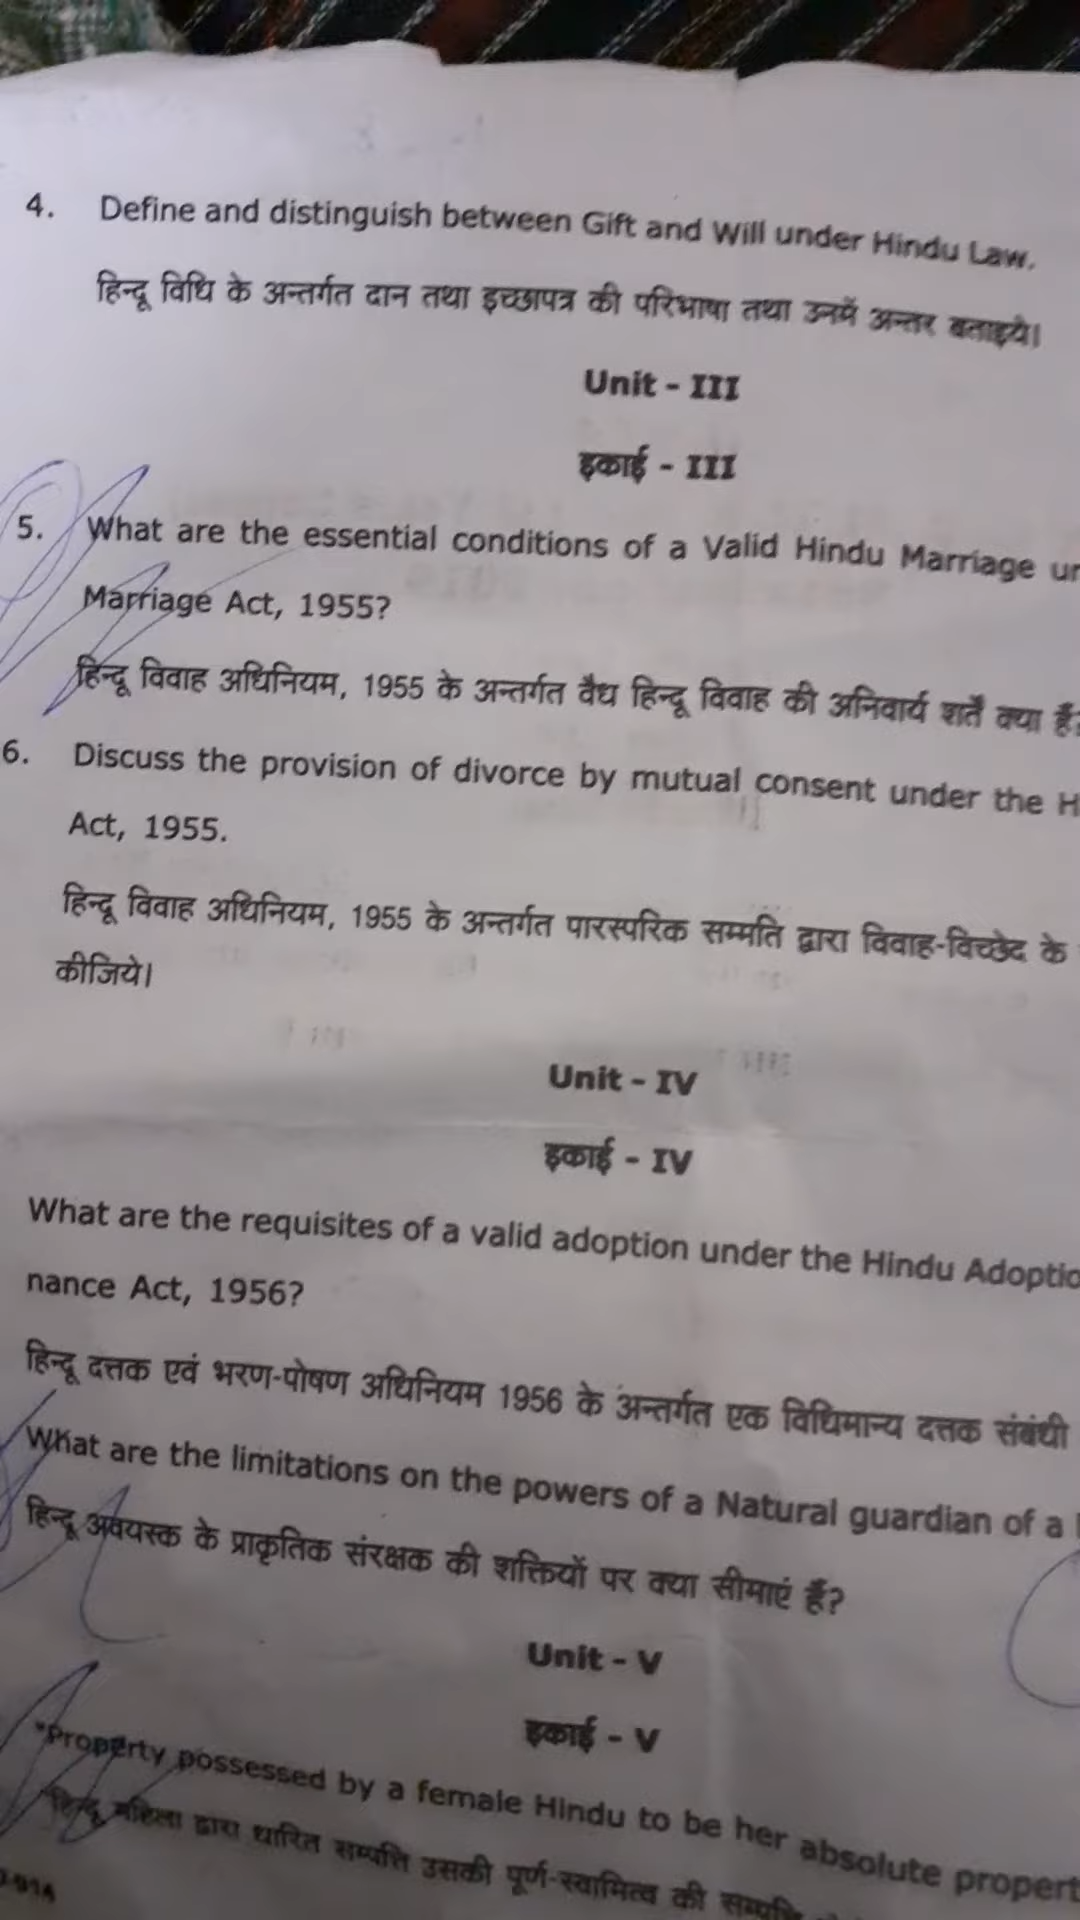 4. Define and distinguish between Gift and Will under Hindu Law.
हिन्दू विधि के अन्तर्गत दान तथा इच्छापत्र की परिभाषा तथा उनमें अन्तर बताइये।
Unit - III
इकाई - III
5. What are the essential conditions of a Valid Hindu Marriage
Marriage Act, 1955?
हिन्दू विवाह अधिनियम, 1955 के अन्तर्गत वैध हिन्दू विवाह की अनिवार्य शर्तें क्या हैं?
6. Discuss the provision of divorce by mutual consent under the H
Act, 1955.
हिन्दू विवाह अधिनियम, 1955 के अन्तर्गत पारस्परिक सम्मति द्वारा विवाह-विच्छेद के
कीजिये।
Unit - IV
इकाई - IV
What are the requisites of a valid adoption under the Hindu Adoptio
nance Act, 1956?
हिन्दू दत्तक एवं भरण-पोषण अधिनियम 1956 के अन्तर्गत एक विधिमान्य दत्तक संबंधी
What are the limitations on the powers of a Natural guardian of a
हिन्दू अवयस्क के प्राकृतिक संरक्षक की शक्तियों पर क्या सीमाएं हैं?
Unit - V
इकाई - V
"Property possessed by a female Hindu to be her absolute propert
हिन्दू महिला द्वारा धारित सम्पत्ति उसकी पूर्ण-स्वामित्व की सम्पत्ति